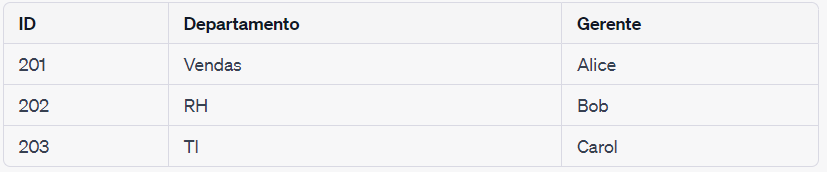 ID Departamento Gerente
201 Vendas Alice
202 RH Bob
203 TI Carol